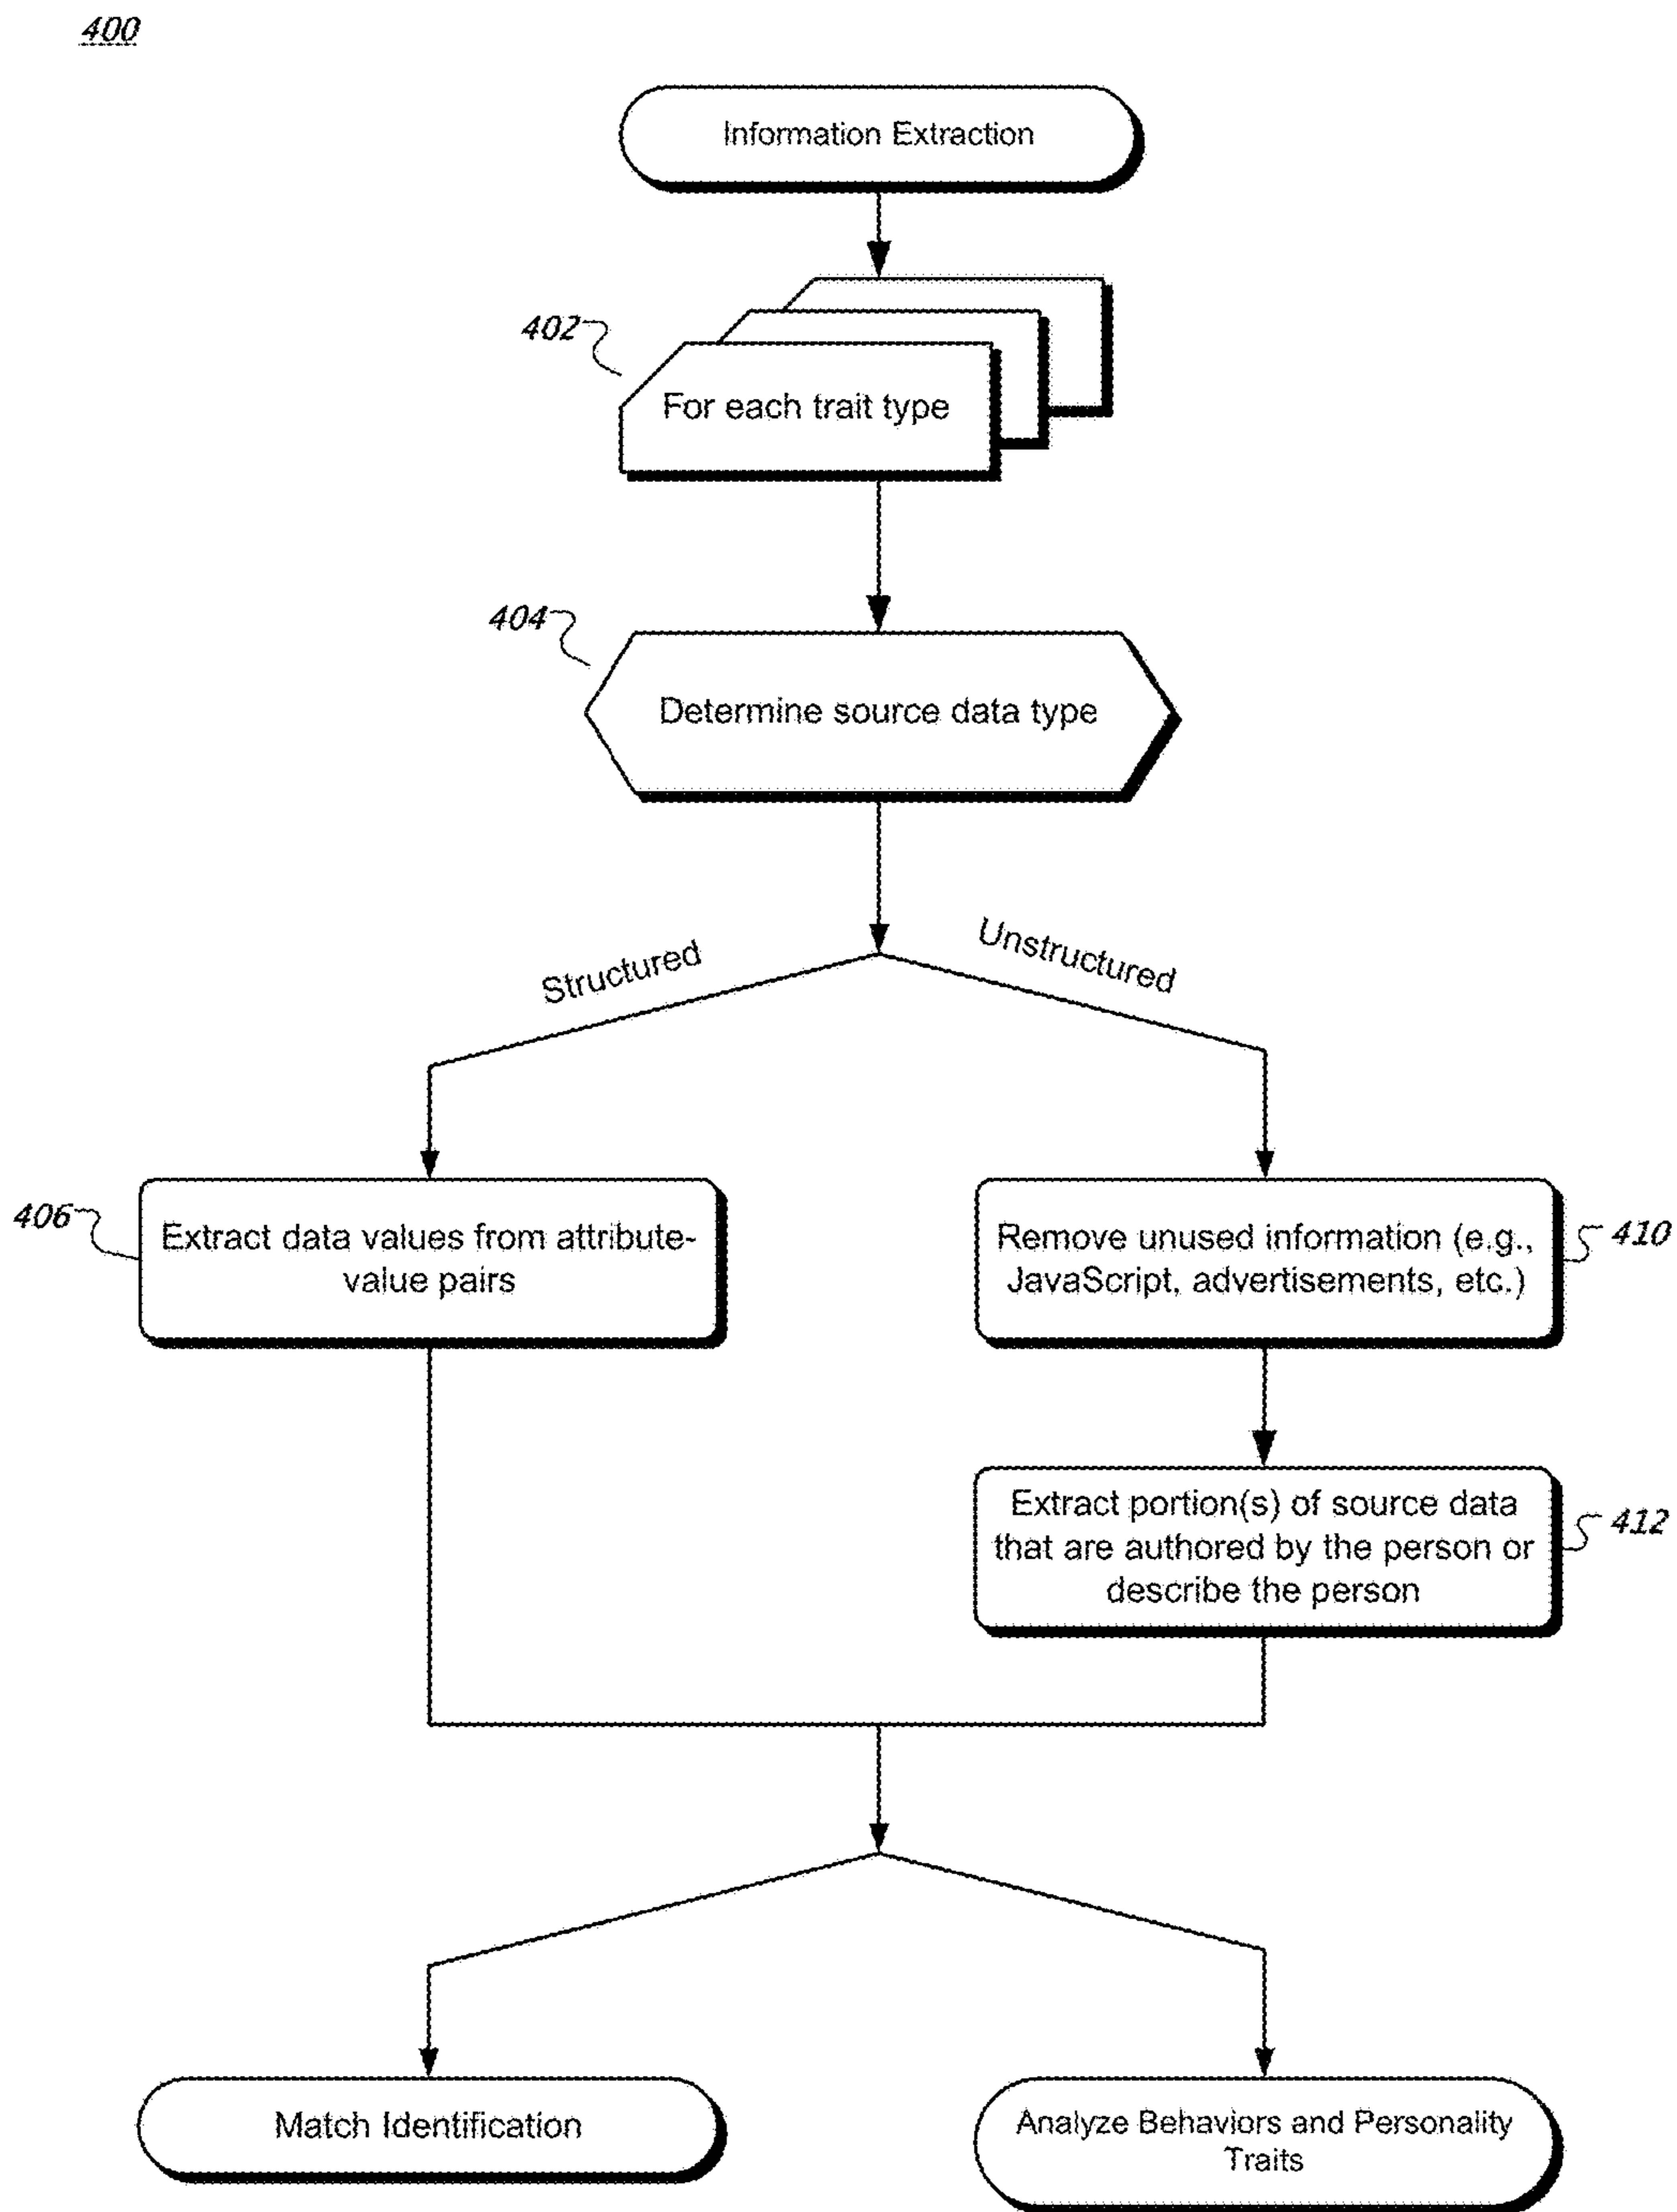 400
Information Extraction
402
For each trait type
404
Determine source data type
Structured
Unstructured
406
Extract data values from attribute-
value pairs
Remove unused information (e.g.,
JavaScript, advertisements, etc.)
410
Extract portion(s) of source data
that are authored by the person or
describe the person
412
Match Identification
Analyze Behaviors and Personality
Traits